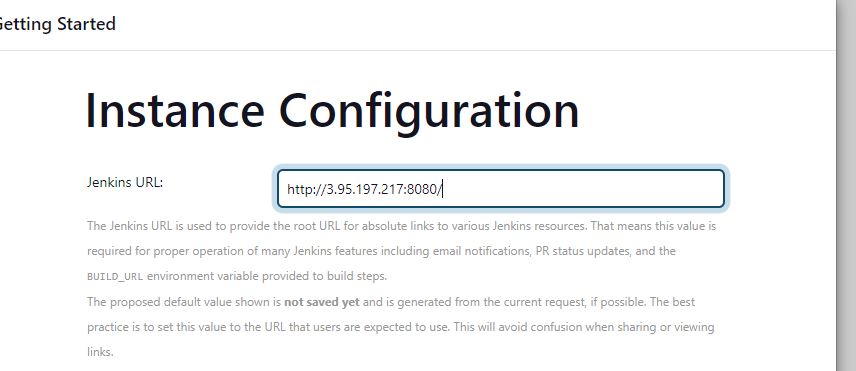 Getting Started
Instance Configuration
Jenkins URL:
http://3.95.197.217:8080/
The Jenkins URL is used to provide the root URL for absolute links to various Jenkins resources. That means this value is
required for proper operation of many Jenkins features including email notifications, PR status updates, and the
BUILD_URL environment variable provided to build steps.
The proposed default value shown is not saved yet and is generated from the current request, if possible. The best
practice is to set this value to the URL that users are expected to use. This will avoid confusion when sharing or viewing
links.